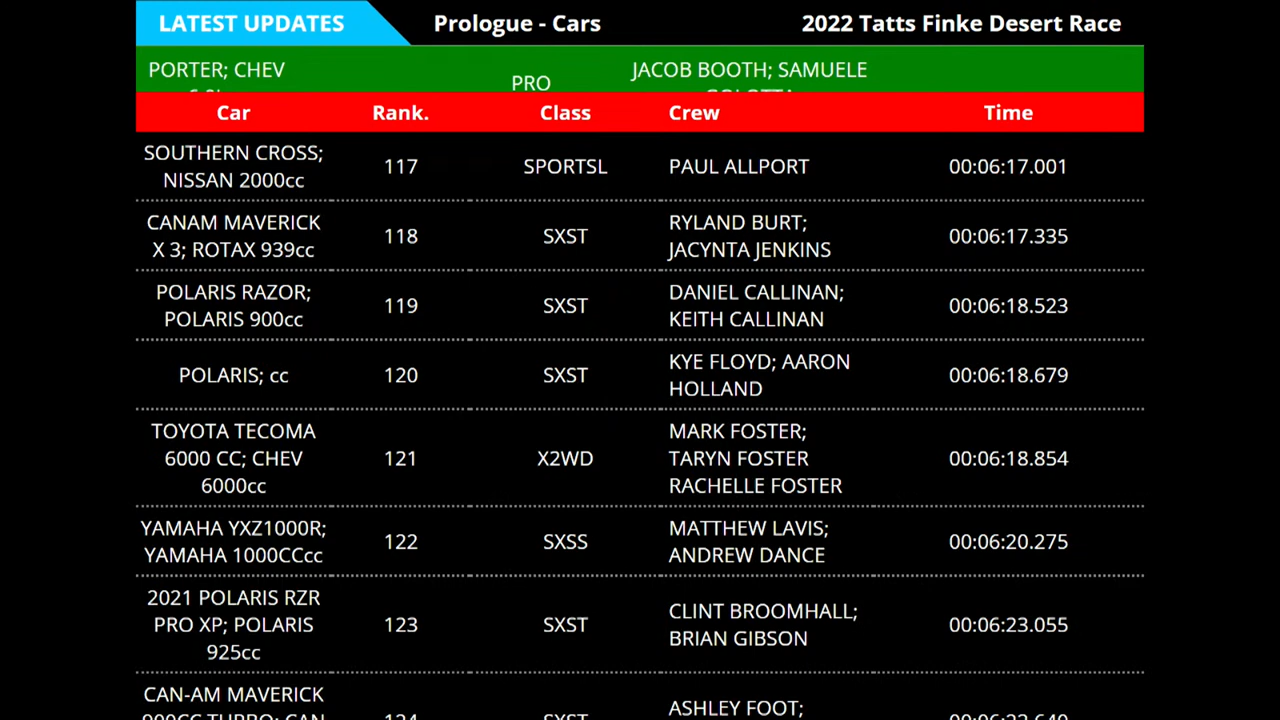 LATEST UPDATES
Prologue - Cars
2022 Tatts Finke Desert Race
PORTER; CHEV
PRO
JACOB BOOTH; SAMUELE
Car Rank. Class Crew Time
SOUTHERN CROSS;
NISSAN 2000cc
117
SPORTSL
PAUL ALLPORT
00:06:17.001
CANAM MAVERICK
X 3; ROTAX 939cc
118
SXST
RYLAND BURT;
JACYNTA JENKINS
00:06:17.335
POLARIS RAZOR;
POLARIS 900cc
119
SXST
DANIEL CALLINAN;
KEITH CALLINAN
00:06:18.523
POLARIS; cc
120
SXST
KYE FLOYD; AARON
HOLLAND
00:06:18.679
TOYOTA TECOMA
6000 CC; CHEV
6000cc
121
X2WD
MARK FOSTER;
TARYN FOSTER
RACHELLE FOSTER
00:06:18.854
YAMAHA YXZ1000R;
YAMAHA 1000CCcc
122
SXSS
MATTHEW LAVIS;
ANDREW DANCE
00:06:20.275
2021 POLARIS RZR
PRO XP; POLARIS
925cc
123
SXST
CLINT BROOMHALL;
BRIAN GIBSON
00:06:23.055
CAN-AM MAVERICK
900CC TURBO; CAN
124
SXST
ASHLEY FOOT;